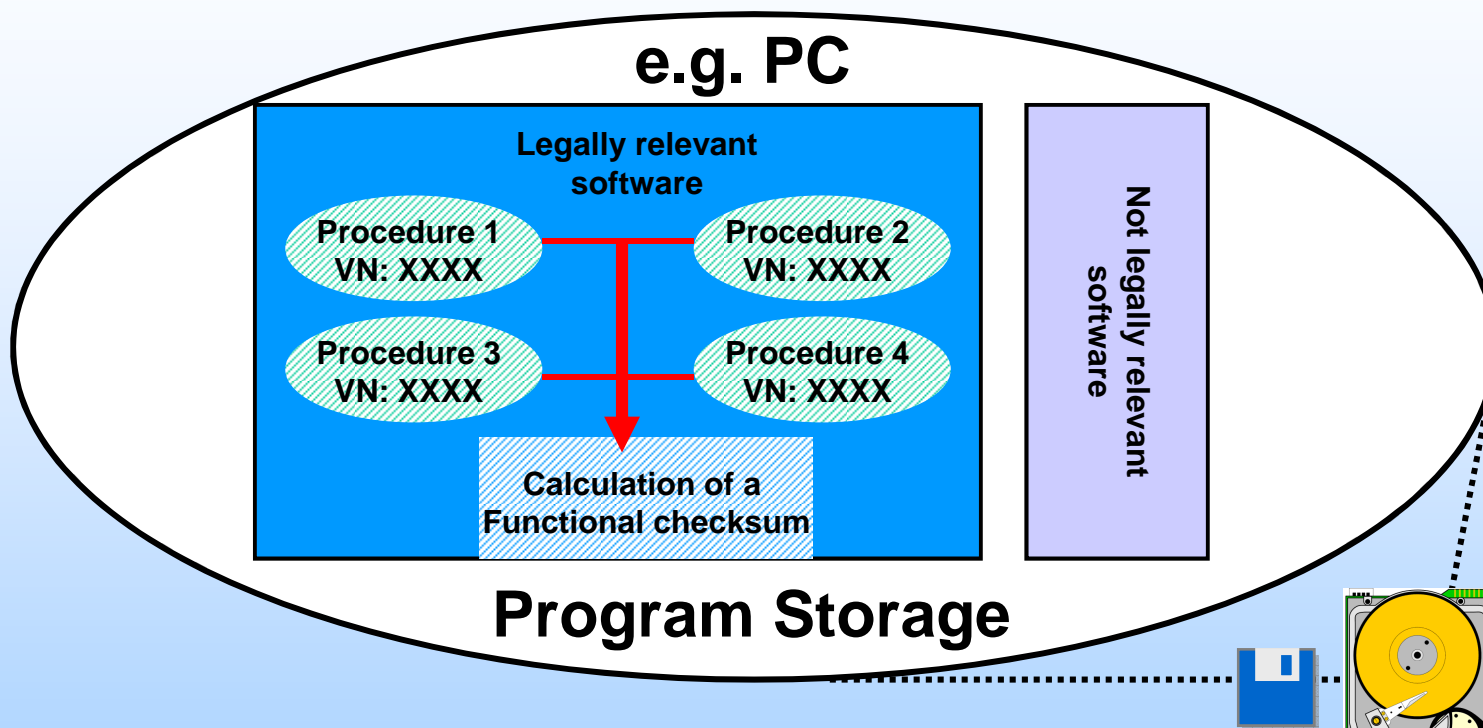 e.g. PC
Legally relevant
software
Procedure 1
VN: XXXX
Procedure 2
VN: XXXX
Procedure 3
VN: XXXX
Procedure 4
VN: XXXX
Calculation of a
Functional checksum
Not legally relevant
software
Program Storage